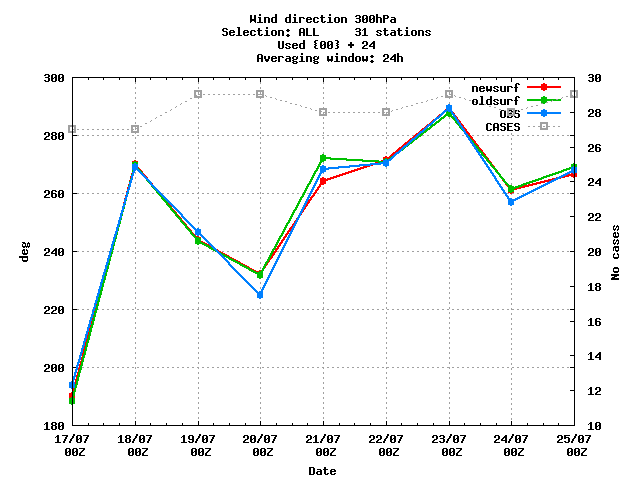 Wind direction 300hPa
Selection: ALL     31 stations
Used {00} + 24
Averaging window: 24h
300
280
260
240
220
200
180
deg
30
28
26
24
22
20
18
16
14
12
10
No cases
newsurf
oldsurf
OBS
CASES
17/07 18/07 19/07 20/07 21/07 22/07 23/07 24/07 25/07
00Z 00Z 00Z 00Z 00Z 00Z 00Z 00Z 00Z
Date